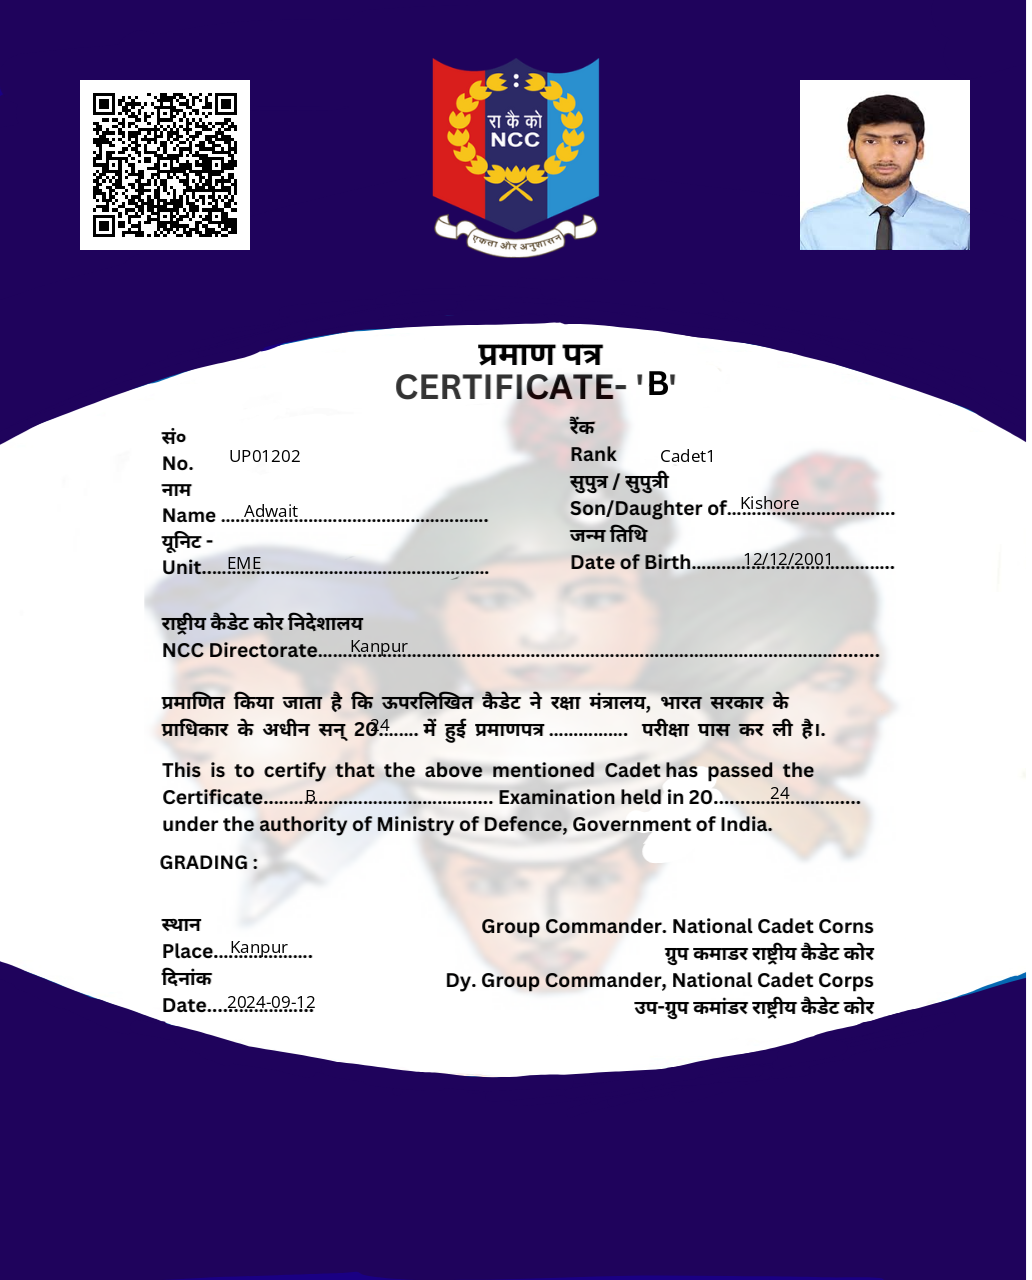 रा कै को
NCC
एकता और अनुशासन
प्रमाण पत्र
CERTIFICATE- 'B'
सं०
No. UP01202
नाम
Name ...................................................... Adwait
यूनिट -
Unit.......................................................... EME
रैंक
Rank Cadet1
सुपुत्र / सुपुत्री
Son/Daughter of.................................. Kishore
जन्म तिथि
Date of Birth......................................... 12/12/2001
राष्ट्रीय कैडेट कोर निदेशालय
NCC Directorate................................................................................................................. Kanpur
प्रमाणित किया जाता है कि ऊपरलिखित कैडेट ने रक्षा मंत्रालय, भारत सरकार के
प्राधिकार के अधीन सन् 20........ 24 में हुई प्रमाणपत्र ................ परीक्षा पास कर ली है।.
This is to certify that the above mentioned Cadet has passed the
Certificate.......... B .................................... Examination held in 20.............................. 24
under the authority of Ministry of Defence, Government of India.
GRADING :
स्थान
Place.................... Kanpur
दिनांक
Date...................... 2024-09-12
Group Commander. National Cadet Corns
ग्रुप कमाडर राष्ट्रीय कैडेट कोर
Dy. Group Commander, National Cadet Corps
उप-ग्रुप कमांडर राष्ट्रीय कैडेट कोर